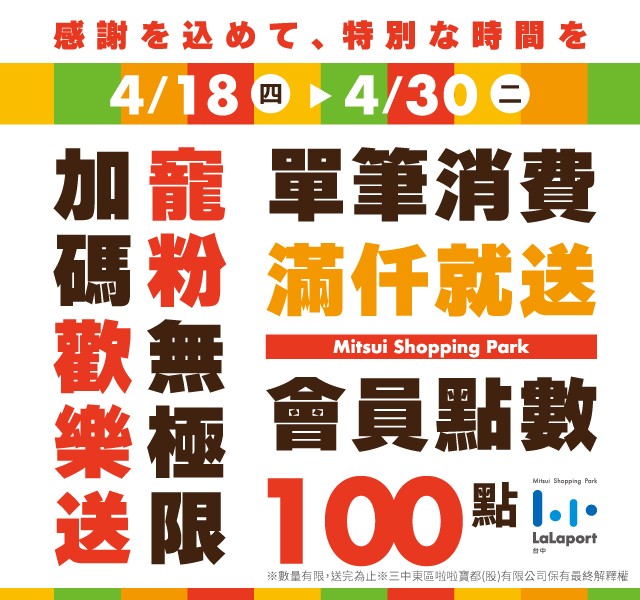 感謝を込めて、特別な時間を
4/18 四 ▶ 4/30 二
寵粉無極限
加碼歡樂送
單筆消費
滿仟就送
Mitsui Shopping Park
會員點數
100點
Mitsui Shopping Park
LaLaport
台中
※數量有限，送完為止※三中東區啦啦寶都(股)有限公司保有最終解釋權